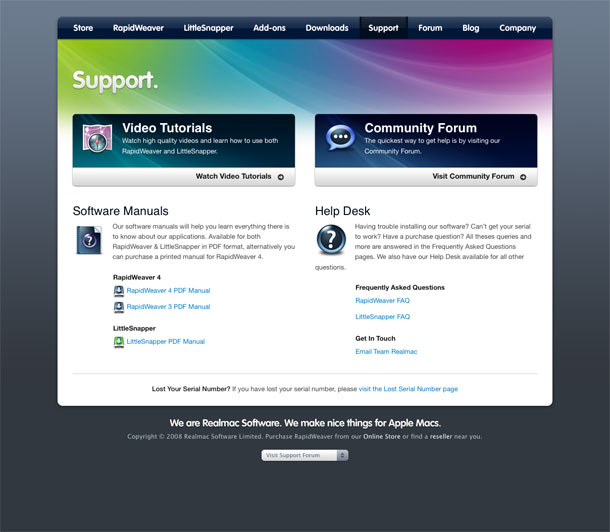 Store RapidWeaver LittleSnapper Add-ons Downloads Support Forum Blog Company
Support.
Video Tutorials
Watch high quality videos and learn how to use both
RapidWeaver and LittleSnapper.
Watch Video Tutorials
Community Forum
The quickest way to get help is by visiting our
Community Forum.
Visit Community Forum
Software Manuals
Our software manuals will help you learn everything there is
to know about our applications. Available for both
RapidWeaver & LittleSnapper in PDF format, alternatively you
can purchase a printed manual for RapidWeaver 4.
RapidWeaver 4
RapidWeaver 4 PDF Manual
RapidWeaver 3 PDF Manual
LittleSnapper
LittleSnapper PDF Manual
Help Desk
Having trouble installing our software? Can't get your serial
to work? Have a purchase question? All theses queries and
more are answered in the Frequently Asked Questions
pages. We also have our Help Desk available for all other
questions.
Frequently Asked Questions
RapidWeaver FAQ
LittleSnapper FAQ
Get In Touch
Email Team Realmac
Lost Your Serial Number? If you have lost your serial number, please visit the Lost Serial Number page
We are Realmac Software. We make nice things for Apple Macs.
Copyright © 2008 Realmac Software Limited. Purchase RapidWeaver from our Online Store or find a reseller near you.
Visit Support Forum